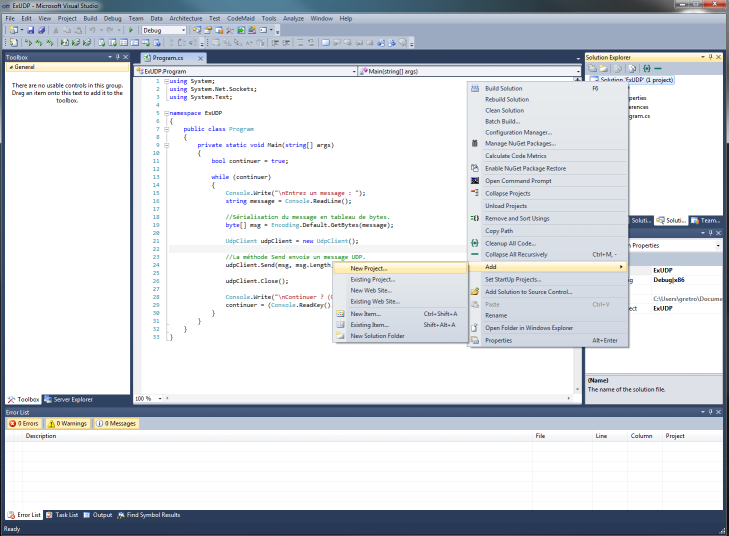 ExUDP - Microsoft Visual Studio
File Edit View Project Build Debug Team Data Architecture Test CodeMaid Tools Analyze Window Help
Debug
Toolbox
General
There are no usable controls in this group.
Drag an item onto this text to add it to the
toolbox.
Toolbox Server Explorer
Program.cs
ExUDP.Program
Main(string[] args)
1 using System;
2 using System.Net.Sockets;
3 using System.Text;
4
5 namespace ExUDP
6 {
7 public class Program
8 {
9 private static void Main(string[] args)
10 {
11 bool continuer = true;
12
13 while (continuer)
14 {
15 Console.Write("\nEntrez un message : ");
16 string message = Console.ReadLine();
17
18 //Sérialisation du message en tableau de bytes.
19 byte[] msg = Encoding.Default.GetBytes(message);
20
21 UdpClient udpClient = new UdpClient();
22
23 //La méthode Send envoie un message UDP.
24 udpClient.Send(msg, msg.Length
25
26 udpClient.Close();
27
28 Console.Write("\nContinuer ? (
29 continuer = (Console.ReadKey()
30 }
31 }
32 }
33 }
100 %
Build Solution F6
Rebuild Solution
Clean Solution
Batch Build...
Configuration Manager...
Manage NuGet Packages...
Calculate Code Metrics
Enable NuGet Package Restore
Open Command Prompt
Collapse Projects
Unload Projects
Remove and Sort Usings
Copy Path
Cleanup All Code...
Collapse All Recursively Ctrl+M, -
Add
Set StartUp Projects...
Add Solution to Source Control...
Paste Ctrl+V
Rename
Open Folder in Windows Explorer
Properties Alt+Enter
New Project...
Existing Project...
New Web Site...
Existing Web Site...
New Item... Ctrl+Shift+A
Existing Item... Shift+Alt+A
New Solution Folder
Solution Explorer
Solution 'ExUDP' (1 project)
perties
erences
gram.cs
Soluti... Soluti... Team...
n Properties
ExUDP
ig Debug|x86
C:\Users\gretro\Docume
ect ExUDP
(Name)
The name of the solution file.
Error List
0 Errors 0 Warnings 0 Messages
Description File Line Column Project
Error List Task List Output Find Symbol Results
Ready